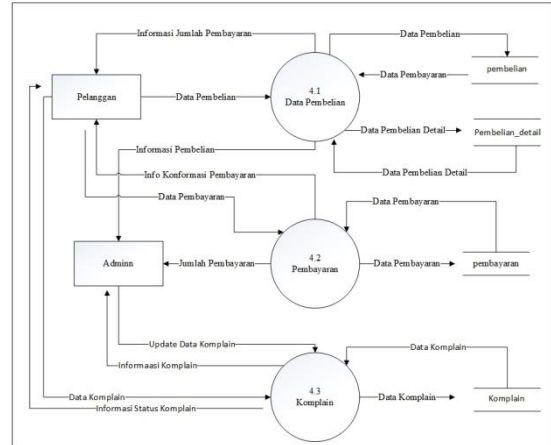 Informasi Jumlah Pembayaran
Data Pembelian
pembelian
4.1
Data Pembelian
Data Pembayaran
Pelanggan
Data Pembelian
Data Pembelian Detail
Pembelian_detail
Informasi Pembelian
Data Pembelian Detail
Info Konformasi Pembayaran
Data Pembayaran
Data Pembayaran
Adminn
Jumlah Pembayaran
4.2
Pembayaran
Data Pembayaran
pembayaran
Update Data Komplain
Data Komplain
Informaasi Komplain
4.3
Komplain
Data Komplain
Komplain
Data Komplain
Informasi Status Komplain